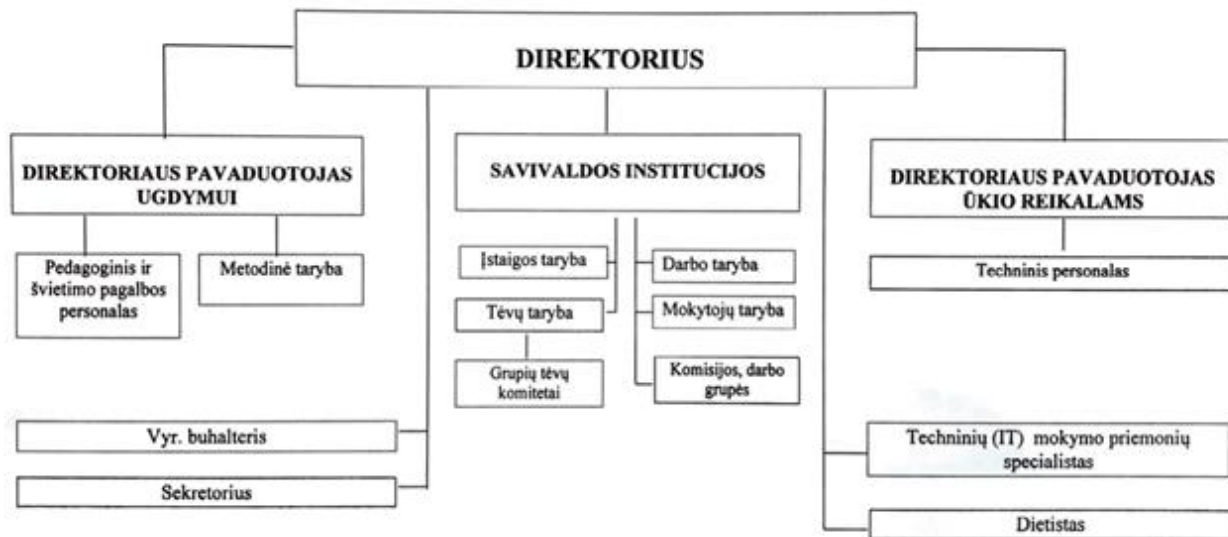 DIREKTORIUS
DIREKTORIAUS PAVADUOTOJAS
UGDYMUI
SAVIVALDOS INSTITUCIJOS
DIREKTORIAUS PAVADUOTOJAS
ŪKIO REIKALAMS
Pedagoginis ir
švietimo pagalbos
personalas
Metodinė taryba
Įstaigos taryba
Darbo taryba
Techninis personalas
Tėvų taryba
Mokytojų taryba
Grupių tėvų
komitetai
Komisijos, darbo
grupės
Vyr. buhalteris
Sekretorius
Techninių (IT) mokymo priemonių
specialistas
Dietistas